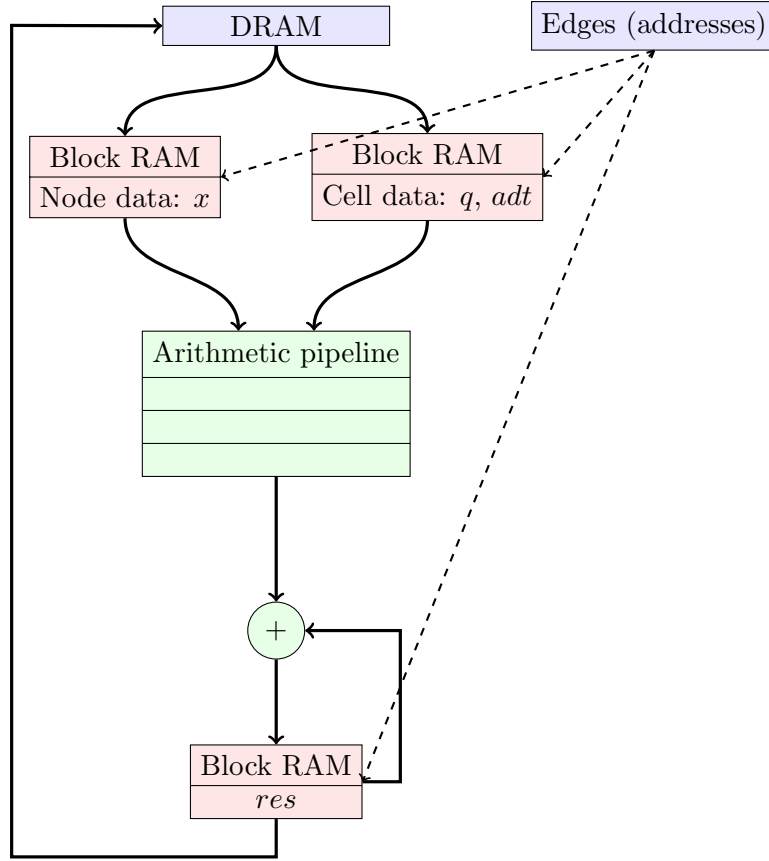 DRAM
Edges (addresses)
Block RAM
Node data: x
Block RAM
Cell data: q, adt
Arithmetic pipeline
+
Block RAM
res